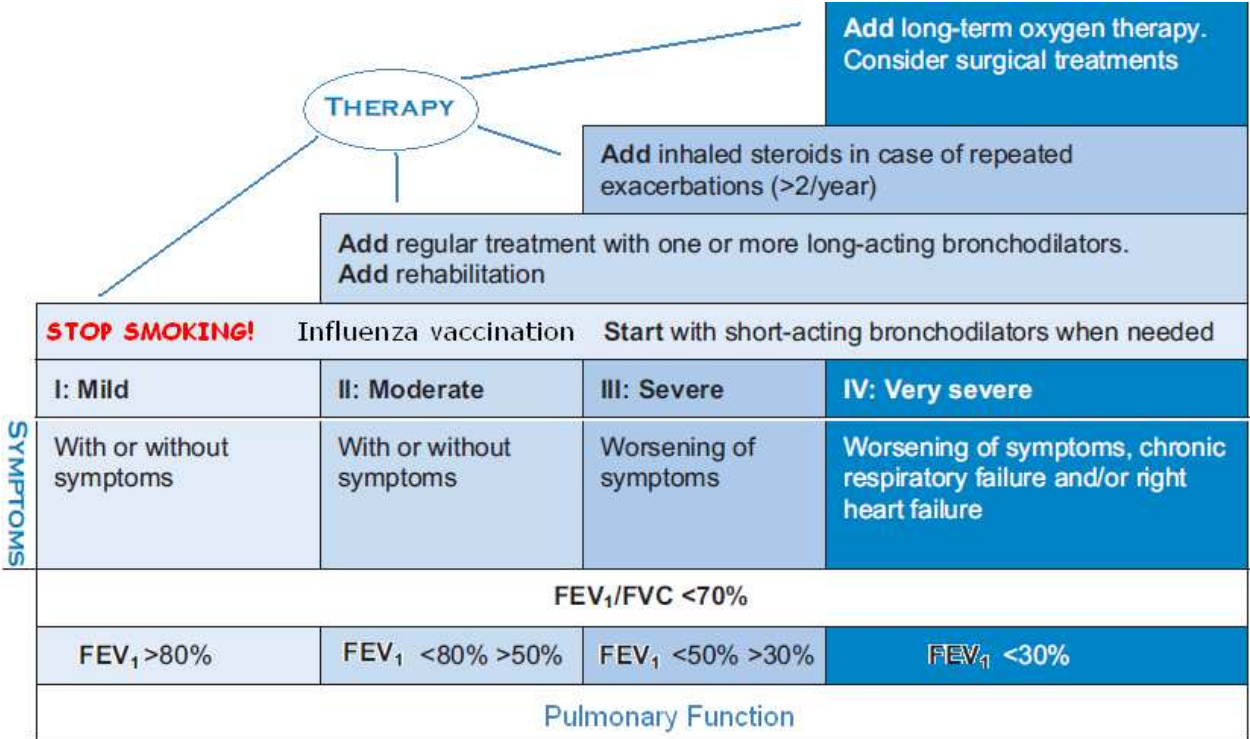 Add long-term oxygen therapy.
Consider surgical treatments
THERAPY
Add inhaled steroids in case of repeated
exacerbations (>2/year)
Add regular treatment with one or more long-acting bronchodilators.
Add rehabilitation
STOP SMOKING! Influenza vaccination Start with short-acting bronchodilators when needed
I: Mild II: Moderate III: Severe IV: Very severe
SYMPTOMS
With or without
symptoms
With or without
symptoms
Worsening of
symptoms
Worsening of symptoms, chronic
respiratory failure and/or right
heart failure
FEV₁/FVC <70%
FEV₁ >80% FEV₁ <80% >50% FEV₁ <50% >30% FEV₁ <30%
Pulmonary Function